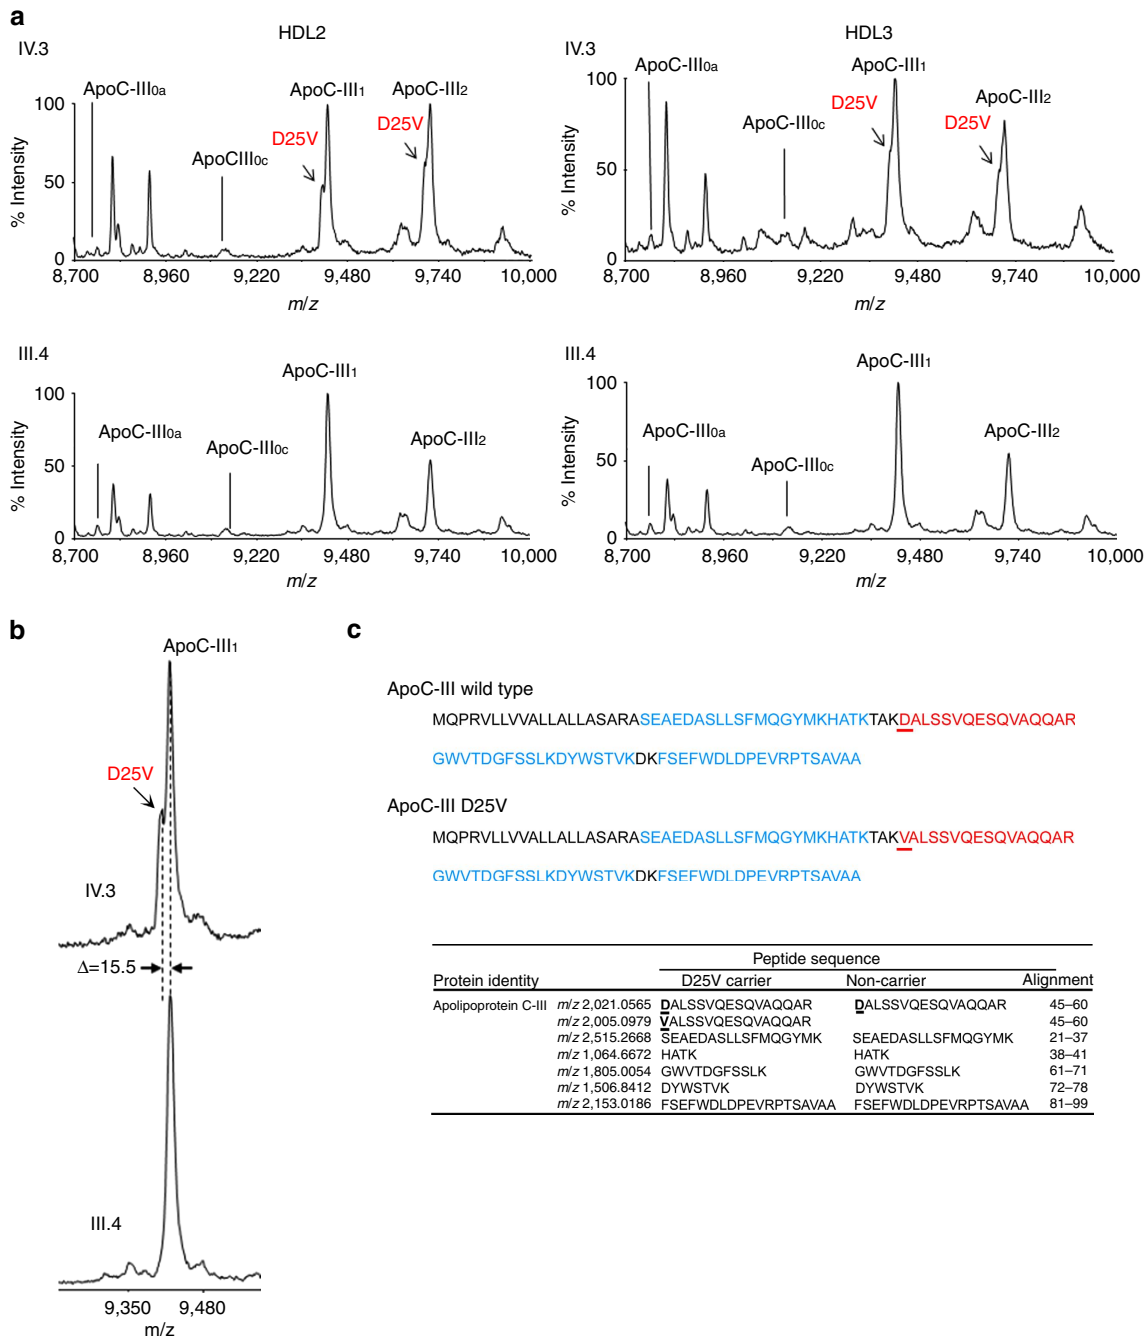 a
HDL2
HDL3
IV.3
ApoC-III0a
ApoC-III1
ApoC-III2
D25V
D25V
ApoCIII0c
% Intensity
100
50
0
8,700 8,960 9,220 9,480 9,740 10,000
m/z
IV.3
ApoC-III0a
ApoC-III1
ApoC-III2
D25V
D25V
ApoC-III0c
% Intensity
100
50
0
8,700 8,960 9,220 9,480 9,740 10,000
m/z
III.4
ApoC-III1
ApoC-III0a
ApoC-III0c
ApoC-III2
% Intensity
100
50
0
8,700 8,960 9,220 9,480 9,740 10,000
m/z
III.4
ApoC-III1
ApoC-III0a
ApoC-III0c
ApoC-III2
% Intensity
100
50
0
8,700 8,960 9,220 9,480 9,740 10,000
m/z
b
ApoC-III1
D25V
IV.3
Δ=15.5
III.4
9,350 9,480
m/z
c
ApoC-III wild type
MQPRVLLVVALLALLASARASEAEDASLLSFMQGYMKHATKTAKDALSSVQESQVAQQAR
GWVTDGFSSLKDYWSTVKDKFSEFWDLDPEVRPTSAVAA
ApoC-III D25V
MQPRVLLVVALLALLASARASEAEDASLLSFMQGYMKHATKTAKVALSSVQESQVAQQAR
GWVTDGFSSLKDYWSTVKDKFSEFWDLDPEVRPTSAVAA
Peptide sequence
Protein identity D25V carrier Non-carrier Alignment
Apolipoprotein C-III m/z 2,021.0565 DALSSVQESQVAQQAR DALSSVQESQVAQQAR 45–60
m/z 2,005.0979 VALSSVQESQVAQQAR 45–60
m/z 2,515.2668 SEAEDASLLSFMQGYMK SEAEDASLLSFMQGYMK 21–37
m/z 1,064.6672 HATK HATK 38–41
m/z 1,805.0054 GWVTDGFSSLK GWVTDGFSSLK 61–71
m/z 1,506.8412 DYWSTVK DYWSTVK 72–78
m/z 2,153.0186 FSEFWDLDPEVRPTSAVAA FSEFWDLDPEVRPTSAVAA 81–99